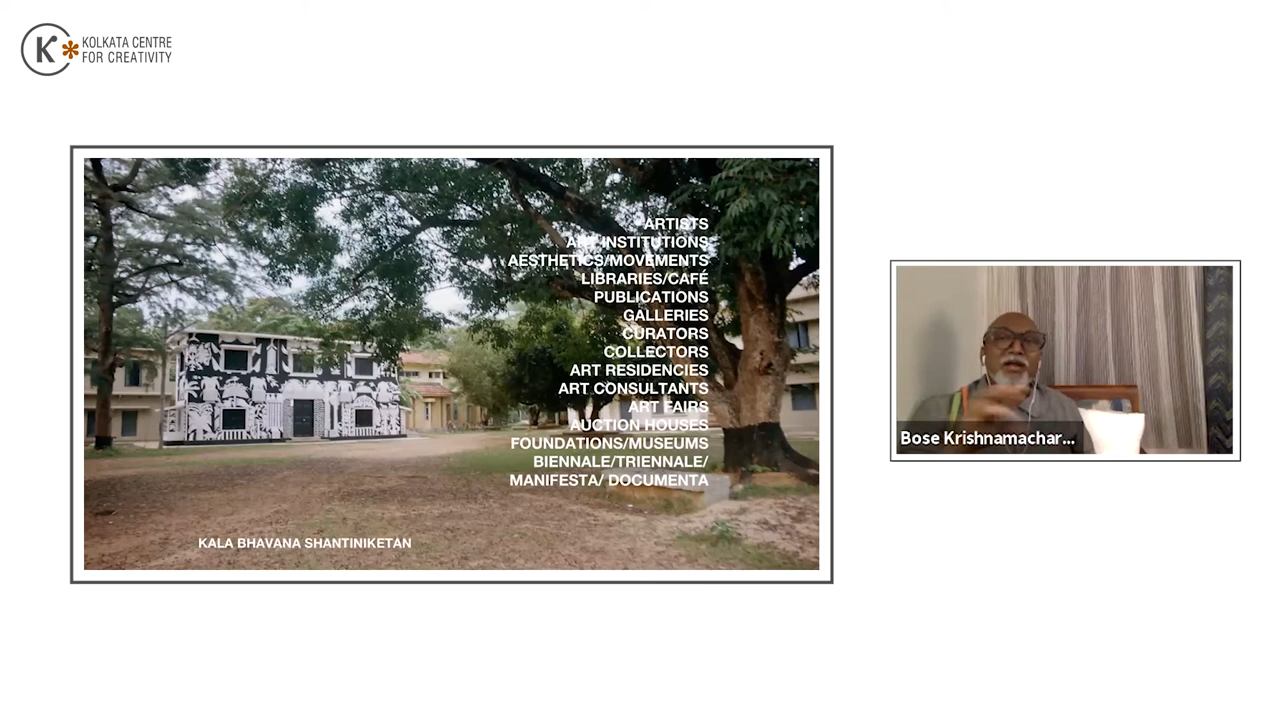 KOLKATA CENTRE
FOR CREATIVITY
ARTISTS
ART INSTITUTIONS
AESTHETICS/MOVEMENTS
LIBRARIES/CAFÉ
PUBLICATIONS
GALLERIES
CURATORS
COLLECTORS
ART RESIDENCIES
ART CONSULTANTS
ART FAIRS
AUCTION HOUSES
FOUNDATIONS/MUSEUMS
BIENNALE/TRIENNALE/
MANIFESTA/ DOCUMENTA
KALA BHAVANA SHANTINIKETAN
Bose Krishnamachar...